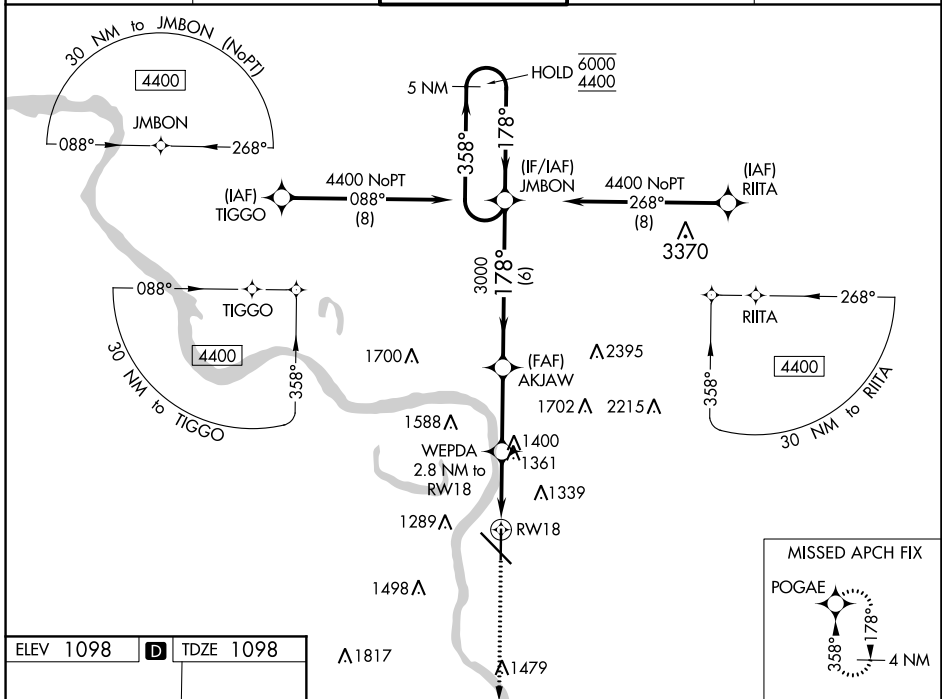 30 NM to JMBON (NoPT)
4400
JMBON
088°
268°
HOLD 6000
4400
5 NM
358°
178°
(IF/IAF)
JMBON
(IAF)
TIGGO
4400 NoPT
088°
(8)
4400 NoPT
268°
(8)
(IAF)
RIITA
3370
3000
178°
(6)
088°
TIGGO
4400
358°
30 NM to TIGGO
268°
RIITA
4400
358°
30 NM to RIITA
1700
(FAF)
AKJAW
2395
1702
2215
1588
WEPDA
2.8 NM to
RW18
1400
1361
1339
1289
RW18
1498
MISSED APCH FIX
POGAE
358°
178°
4 NM
ELEV 1098 D TDZE 1098
1817
1479